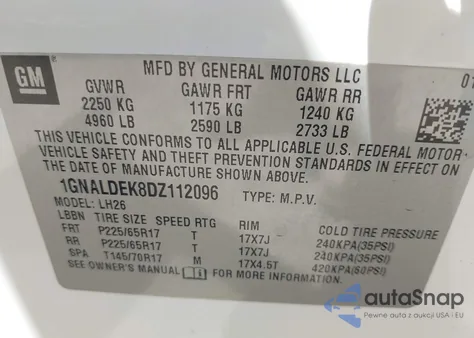 GM
MFD BY GENERAL MOTORS LLC
01
GVWR GAWR FRT GAWR RR
2250 KG 1175 KG 1240 KG
4960 LB 2590 LB 2733 LB
THIS VEHICLE CONFORMS TO ALL APPLICABLE U.S. FEDERAL MOTOR
VEHICLE SAFETY AND THEFT PREVENTION STANDARDS IN EFFECT ON
THE DATE OF MANUFACTURE SHOWN ABOVE.
1GNALDEK8DZ112096 TYPE: M.P.V.
MODEL: LH26
LBBN TIRE SIZE SPEED RTG RIM COLD TIRE PRESSURE
FRT P225/65R17 T 17X7J 240KPA(35PSI)
RR P225/65R17 T 17X7J 240KPA(35PSI)
SPA T145/70R17 M 17X4.5T 420KPA(60PSI)
SEE OWNER'S MANUAL FOR MORE INFORMATION.
autoSnap
Pewne auta z aukcji USA i EU